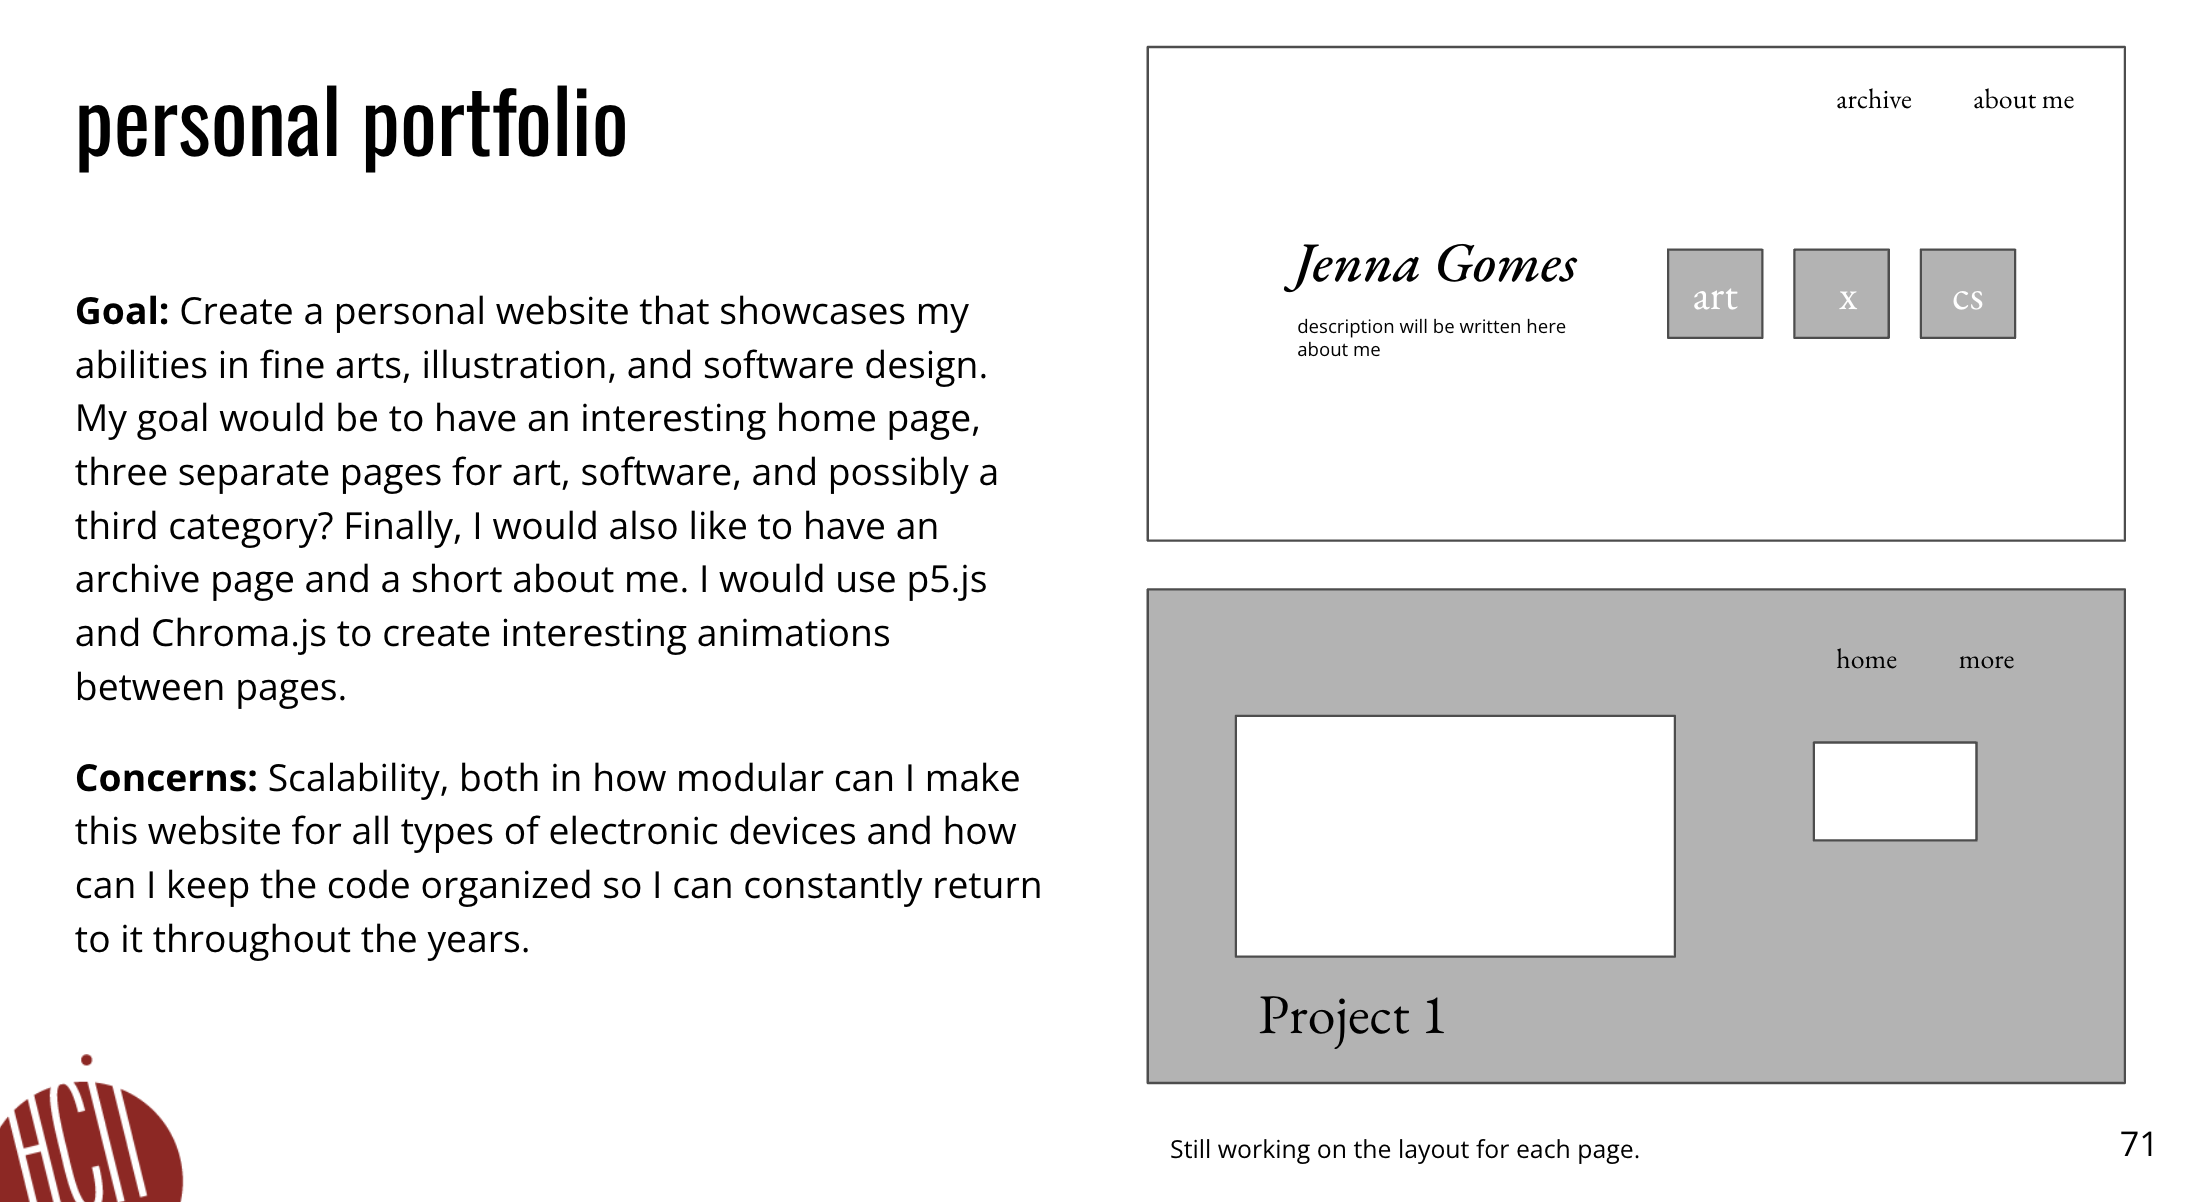 personal portfolio
Goal: Create a personal website that showcases my
abilities in fine arts, illustration, and software design.
My goal would be to have an interesting home page,
three separate pages for art, software, and possibly a
third category? Finally, I would also like to have an
archive page and a short about me. I would use p5.js
and Chroma.js to create interesting animations
between pages.
Concerns: Scalability, both in how modular can I make
this website for all types of electronic devices and how
can I keep the code organized so I can constantly return
to it throughout the years.
HCII
archive about me
Jenna Gomes
description will be written here
about me
art x cs
home more
Project 1
Still working on the layout for each page.
71